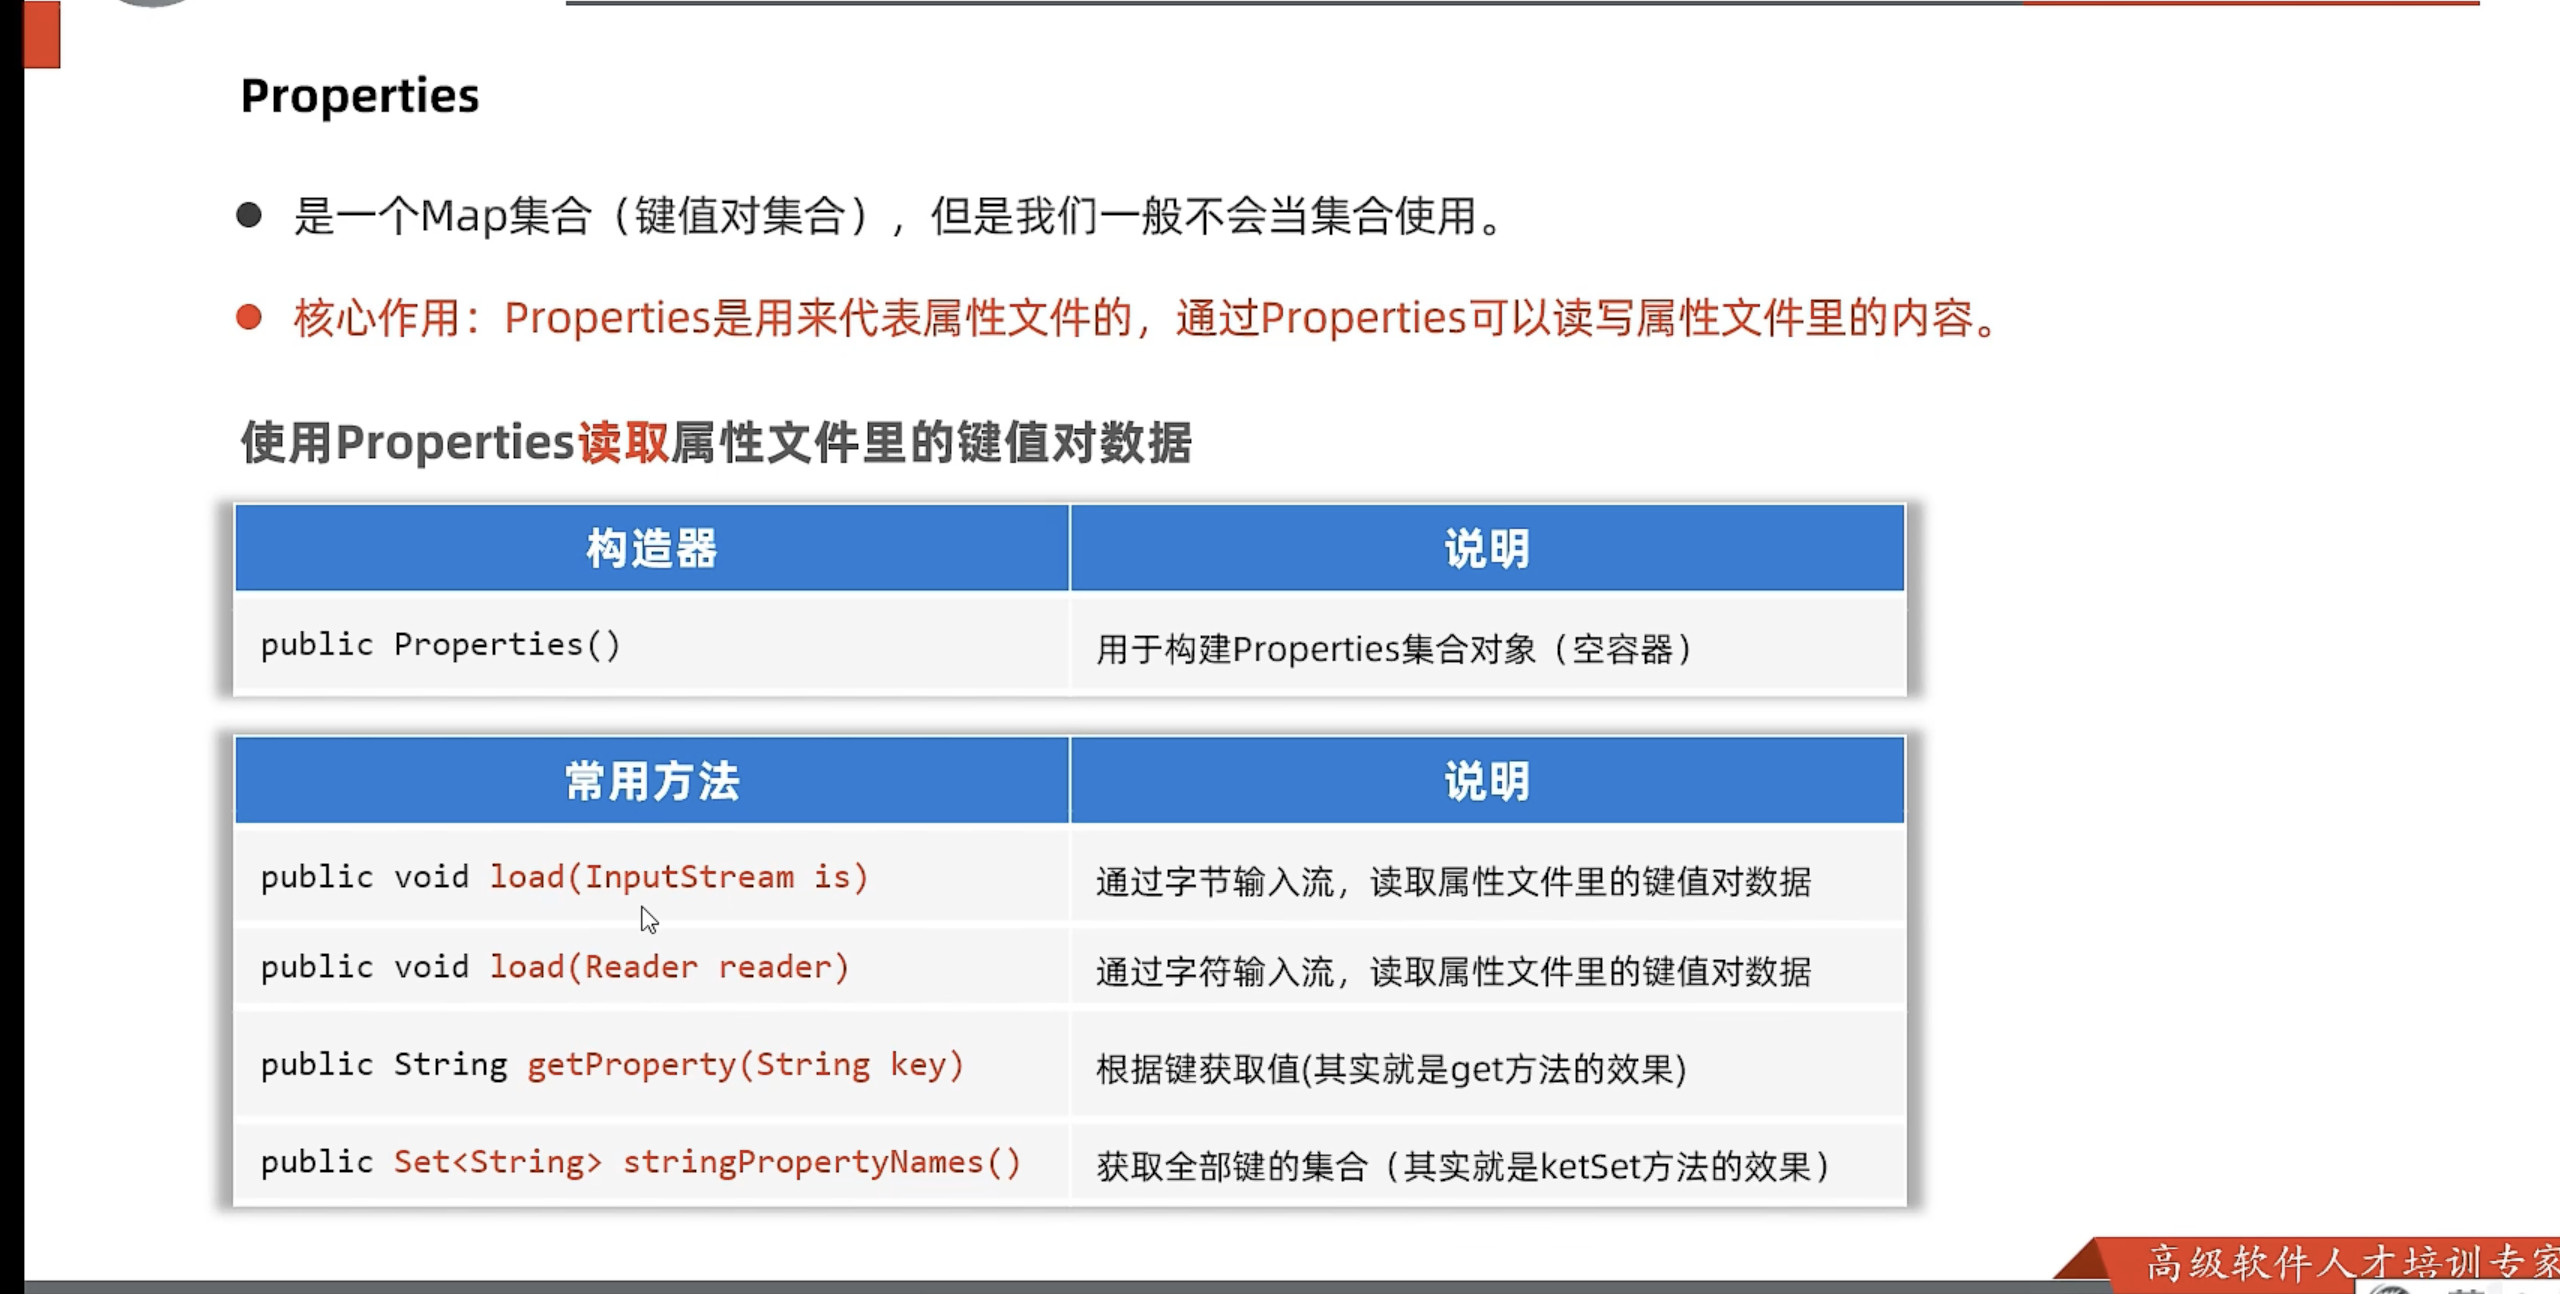 Properties
是一个Map集合（键值对集合），但是我们一般不会当集合使用。
核心作用：Properties是用来代表属性文件的，通过Properties可以读写属性文件里的内容。
使用Properties读取属性文件里的键值对数据
构造器 说明
public Properties() 用于构建Properties集合对象（空容器）
常用方法 说明
public void load(InputStream is) 通过字节输入流，读取属性文件里的键值对数据
public void load(Reader reader) 通过字符输入流，读取属性文件里的键值对数据
public String getProperty(String key) 根据键获取值(其实就是get方法的效果)
public Set<String> stringPropertyNames() 获取全部键的集合（其实就是ketSet方法的效果）
高级软件人才培训专家